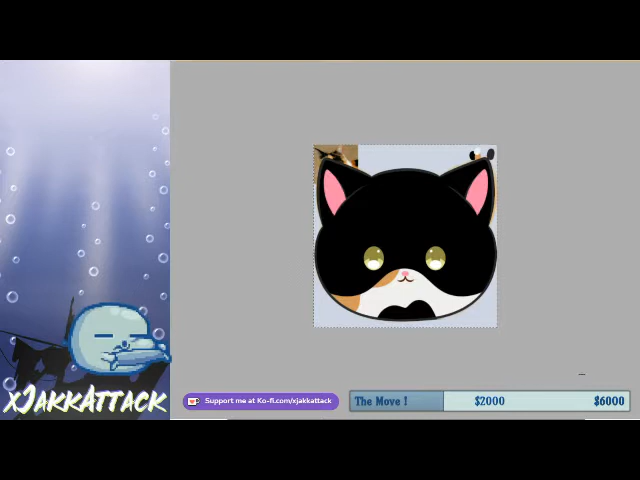 xJakkAttack
Support me at Ko-fi.com/xjakkattack
The Move ! $2000 $6000